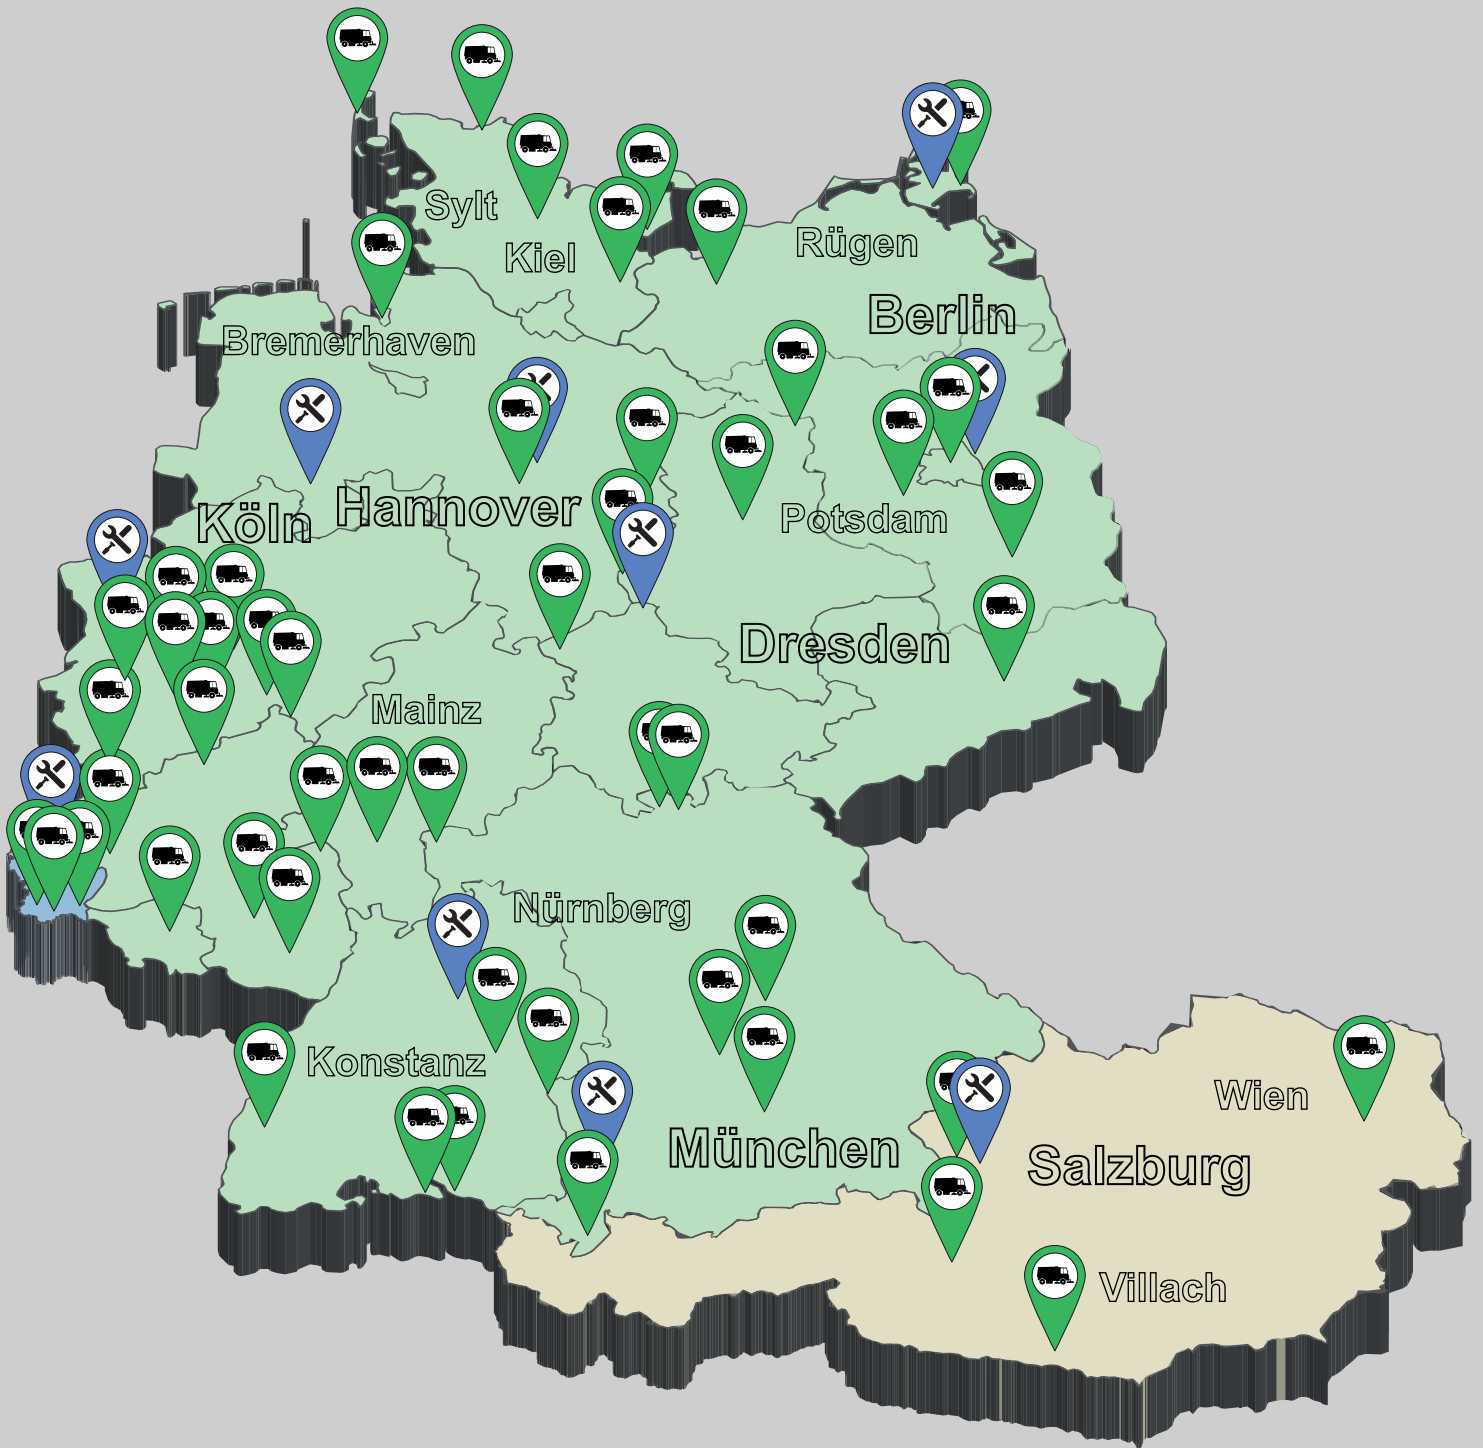 Sylt
Kiel
Rügen
Berlin
Bremerhaven
Hannover
Köln
Potsdam
Dresden
Mainz
Nürnberg
Konstanz
Wien
München
Salzburg
Villach